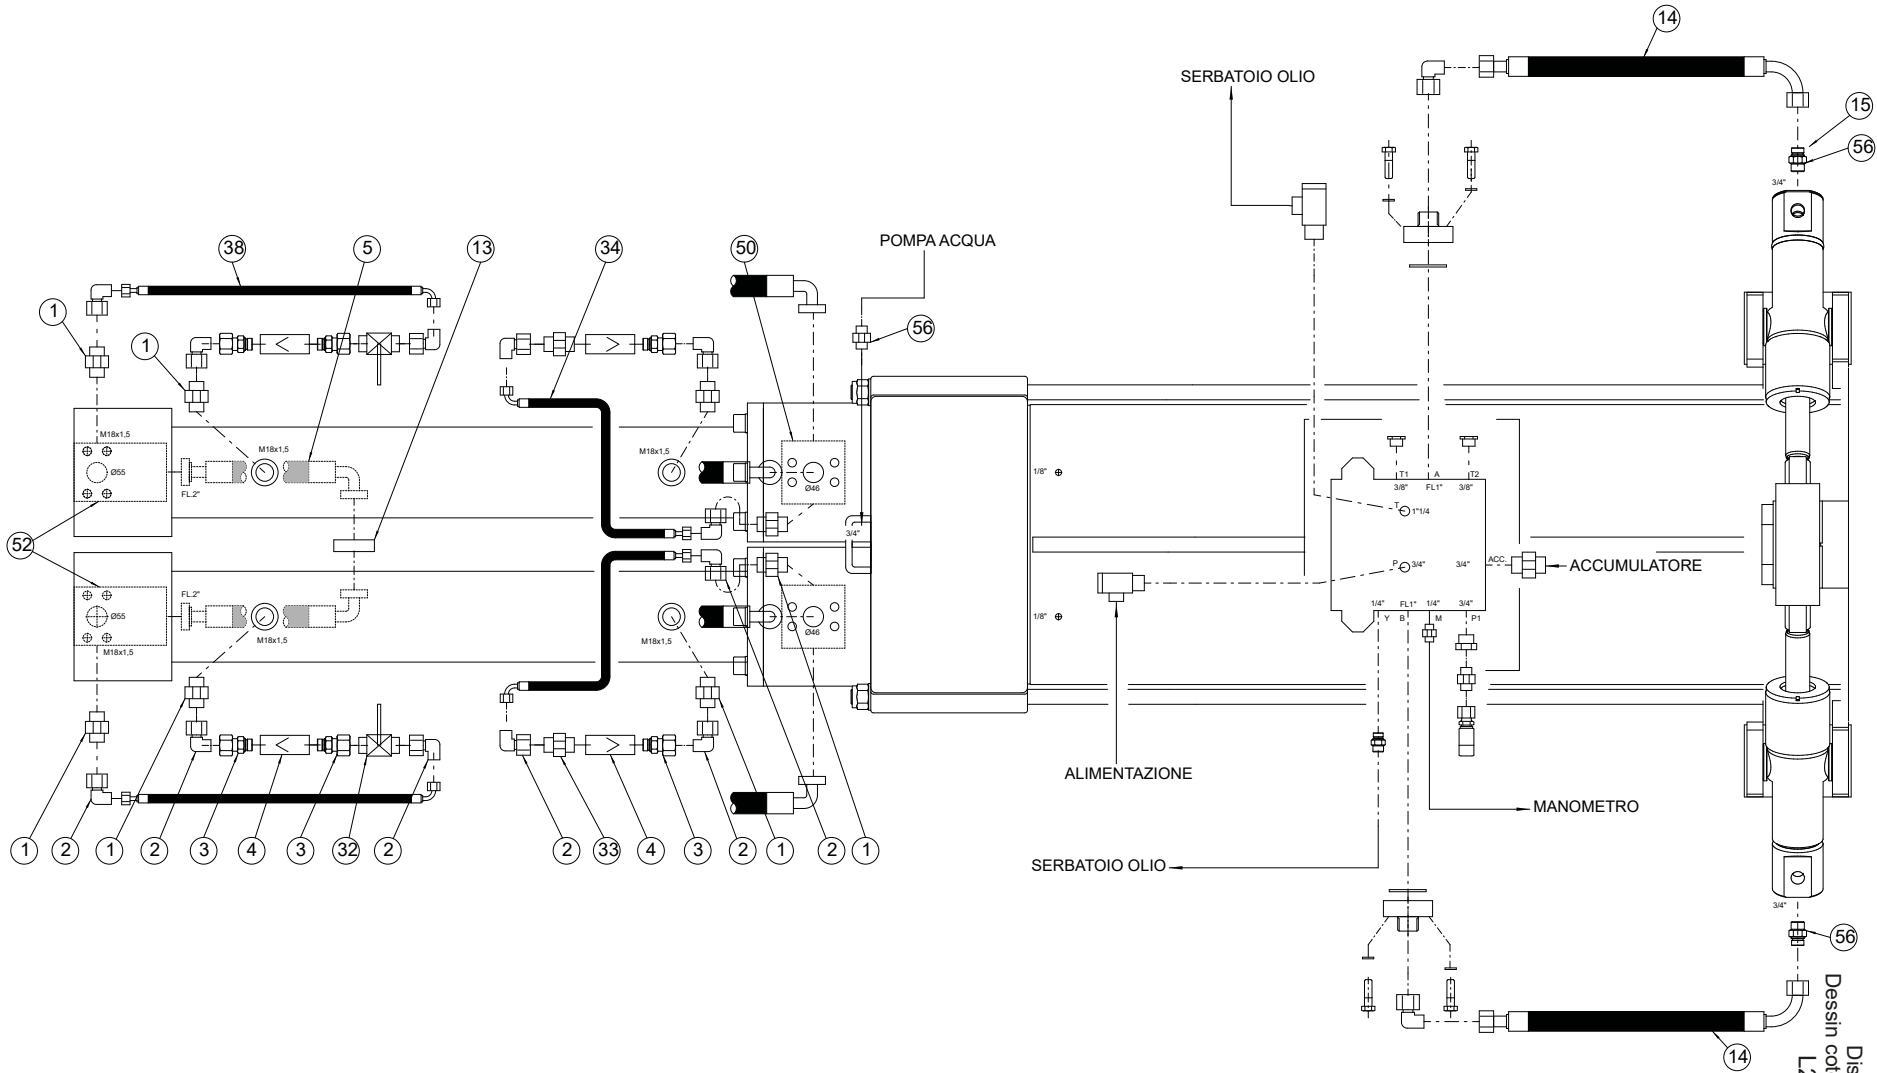 14
SERBATOIO OLIO
15
56
3/4"
POMPA ACQUA
38
5
13
34
50
56
1
1
M18x1,5
M18x1,5
M18x1,5
Ø55
FL.2"
Ø46
1/8"
T1
A
T2
3/8"
FL1"
3/8"
T
1"1/4
3/4"
52
ACC.
ACCUMULATORE
P
3/4"
3/4"
FL.2"
Ø55
M18x1,5
M18x1,5
M18x1,5
Ø46
1/8"
1/4"
FL1"
1/4"
3/4"
Y
B
M
P1
ALIMENTAZIONE
MANOMETRO
1
2
1
2
3
4
3
32
2
2
33
4
3
2
1
2
1
SERBATOIO OLIO
3/4"
56
14
Dessin cot